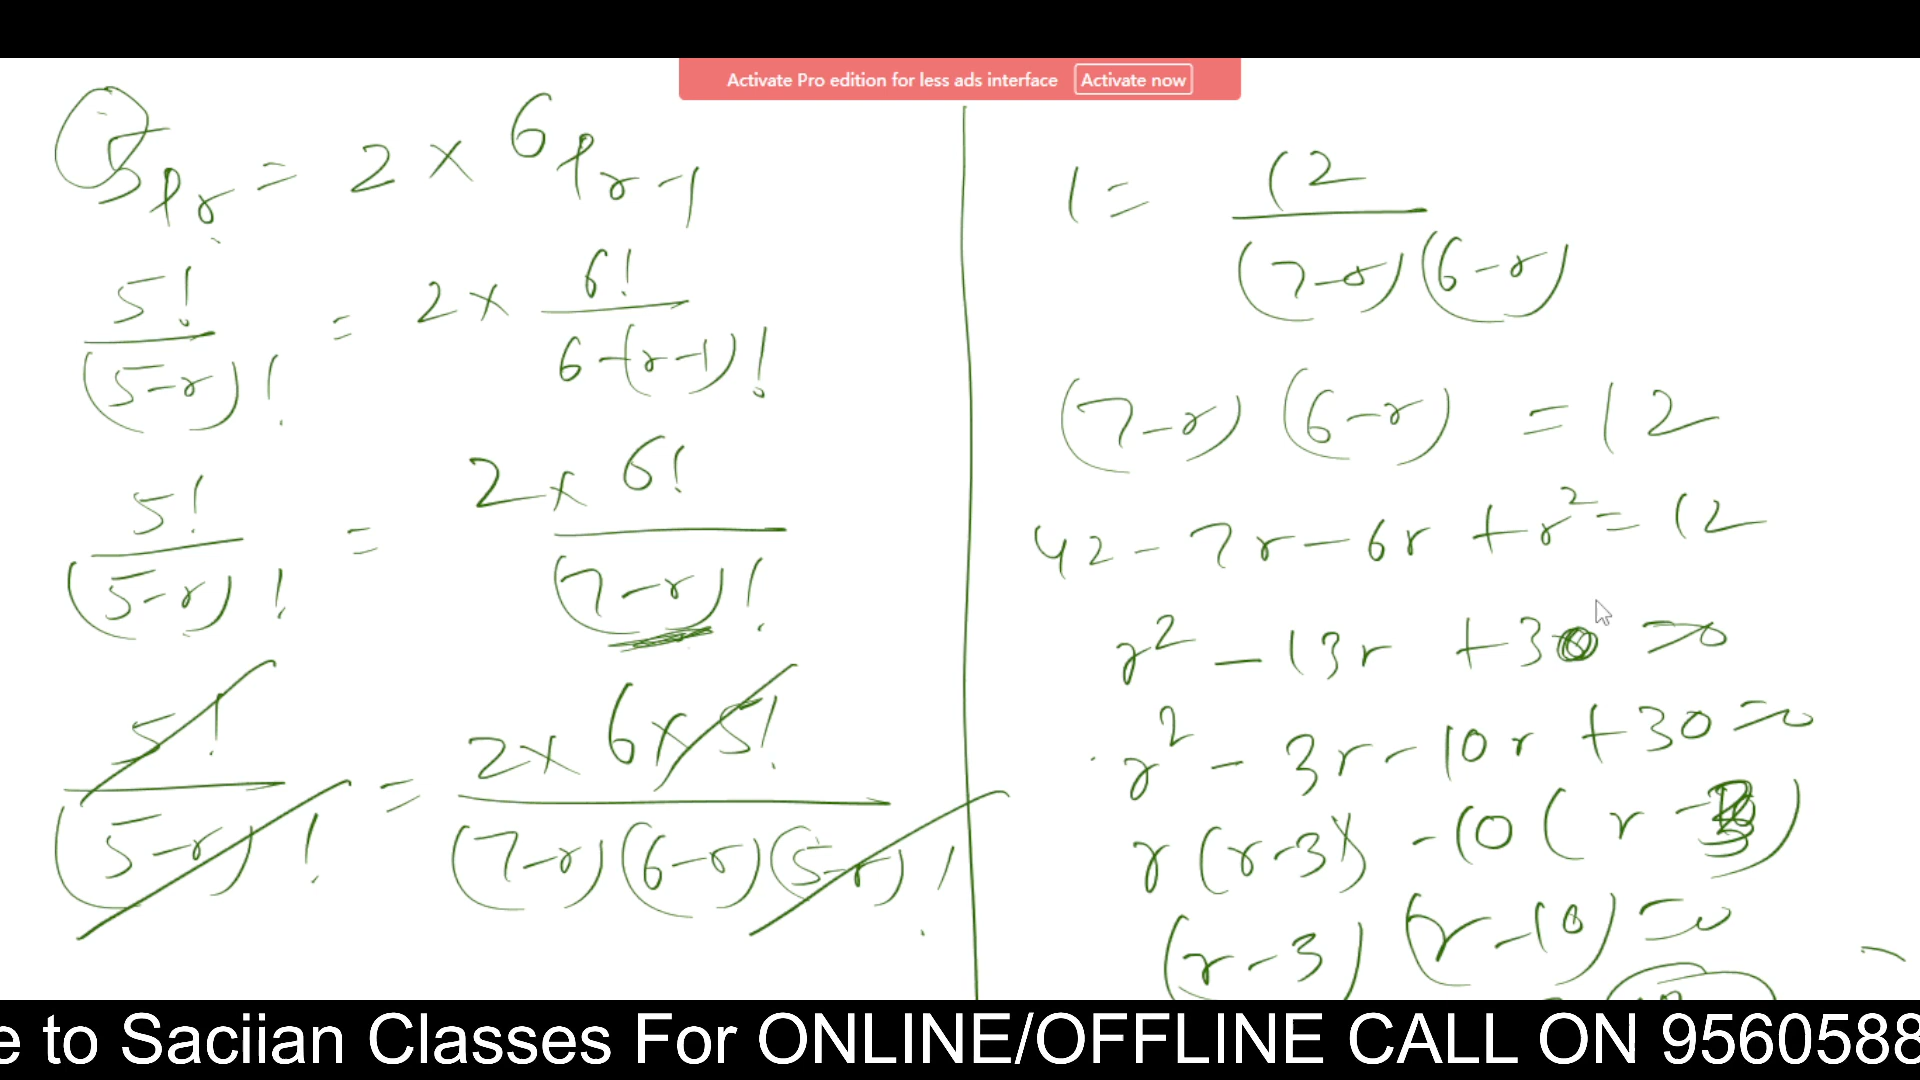 Activate Pro edition for less ads interface Activate now
5Pr = 2 × 6Pr-1
5!/(5-r)! = 2 × 6!/6-(r-1)!
5!/(5-r)! = 2 × 6!/(7-r)!
5!/(5-r)! = 2 × 6 × 5!/(7-r)(6-r)(5-r)!
1 = 12/(7-r)(6-r)
(7-r) (6-r) = 12
42 - 7r - 6r + r² = 12
r² - 13r + 30 = 0
r² - 3r - 10r + 30 = 0
r(r-3) - 10(r-3)
(r-3) (r-10) = 0
e to Saciian Classes For ONLINE/OFFLINE CALL ON 9560588